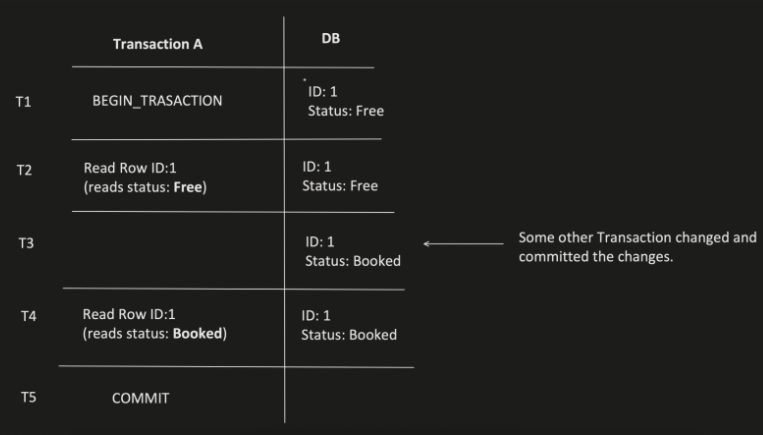 Transaction A
DB
T1
BEGIN_TRASACTION
ID: 1
Status: Free
T2
Read Row ID:1
(reads status: Free)
ID: 1
Status: Free
T3
ID: 1
Status: Booked
Some other Transaction changed and
committed the changes.
T4
Read Row ID:1
(reads status: Booked)
ID: 1
Status: Booked
T5
COMMIT